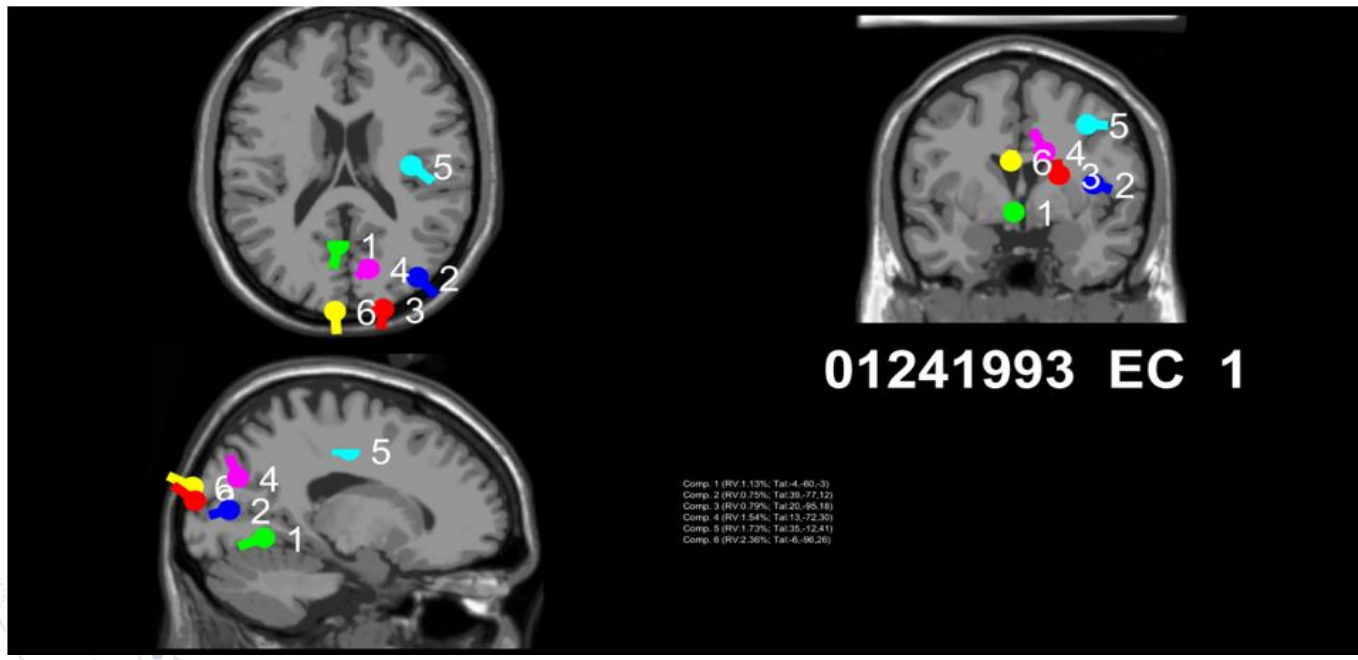 5
1
4
2
6
3
5
4
6
3
2
1
01241993 EC 1
5
4
6
2
1
Comp. 1 (RV:1.13%; Tal:-4,-60,-3)
Comp. 2 (RV:0.75%; Tal:39,-77,12)
Comp. 3 (RV:0.79%; Tal:20,-95,18)
Comp. 4 (RV:1.54%; Tal:13,-72,30)
Comp. 5 (RV:1.73%; Tal:35,-12,41)
Comp. 6 (RV:2.36%; Tal:-6,-96,26)